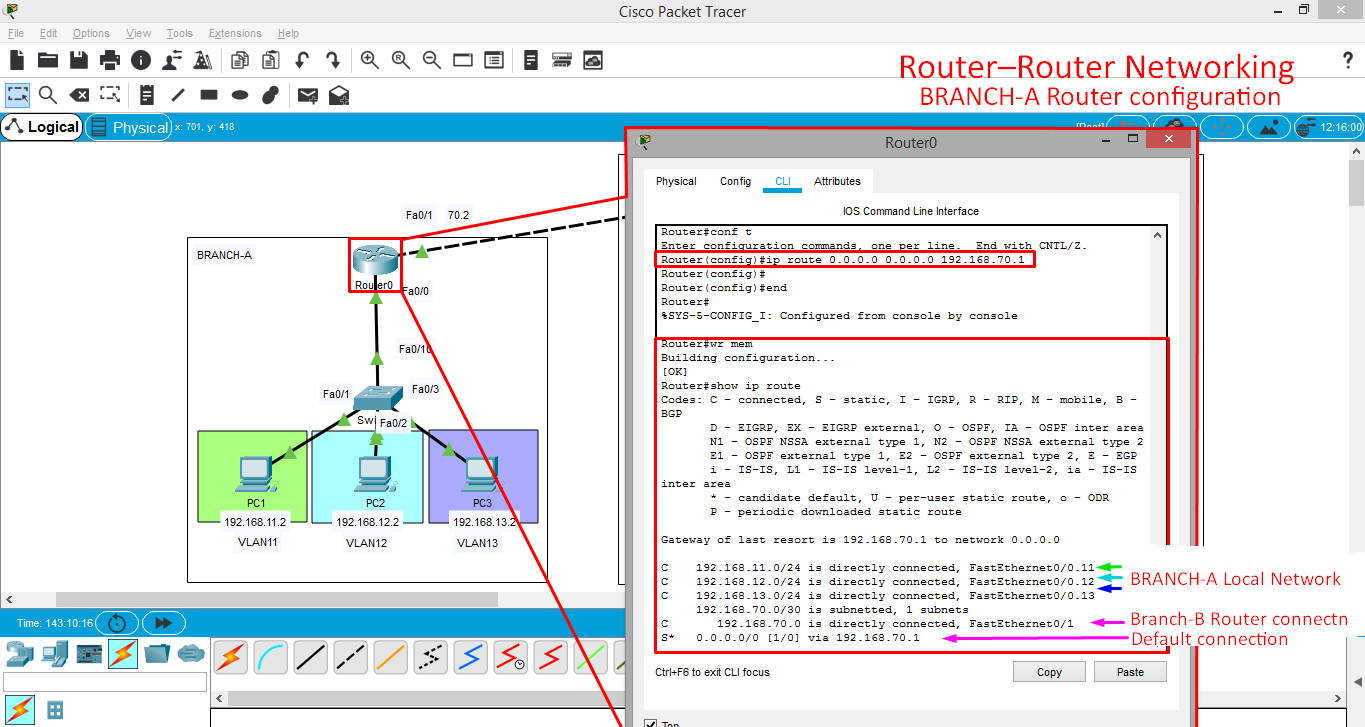 Cisco Packet Tracer
File Edit Options View Tools Extensions Help
Router–Router Networking
BRANCH-A Router configuration
Logical Physical x: 701, y: 418
12:16:00
Router0
Physical Config CLI Attributes
IOS Command Line Interface
Fa0/1 70.2
BRANCH-A
Router0
Fa0/0
Fa0/10
Fa0/1
Fa0/3
Fa0/2
PC1
PC2
PC3
192.168.11.2
192.168.12.2
192.168.13.2
VLAN11
VLAN12
VLAN13
Router#conf t
Enter configuration commands, one per line. End with CNTL/Z.
Router(config)#ip route 0.0.0.0 0.0.0.0 192.168.70.1
Router(config)#
Router(config)#end
Router#
%SYS-5-CONFIG_I: Configured from console by console
Router#wr mem
Building configuration...
[OK]
Router#show ip route
Codes: C - connected, S - static, I - IGRP, R - RIP, M - mobile, B -
BGP
D - EIGRP, EX - EIGRP external, O - OSPF, IA - OSPF inter area
N1 - OSPF NSSA external type 1, N2 - OSPF NSSA external type 2
E1 - OSPF external type 1, E2 - OSPF external type 2, E - EGP
i - IS-IS, L1 - IS-IS level-1, L2 - IS-IS level-2, ia - IS-IS
inter area
* - candidate default, U - per-user static route, o - ODR
P - periodic downloaded static route
Gateway of last resort is 192.168.70.1 to network 0.0.0.0
C 192.168.11.0/24 is directly connected, FastEthernet0/0.11
C 192.168.12.0/24 is directly connected, FastEthernet0/0.12
C 192.168.13.0/24 is directly connected, FastEthernet0/0.13
192.168.70.0/30 is subnetted, 1 subnets
C 192.168.70.0 is directly connected, FastEthernet0/1
S* 0.0.0.0/0 [1/0] via 192.168.70.1
BRANCH-A Local Network
Branch-B Router connectn
Default connection
Ctrl+F6 to exit CLI focus
Copy Paste
Time: 143:10:16